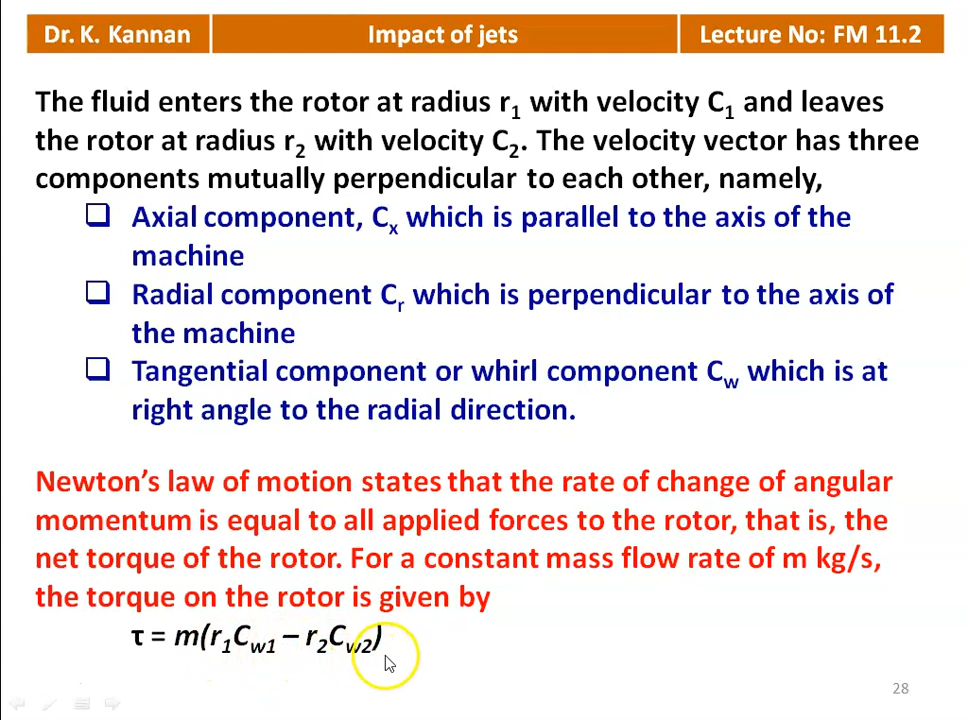 Dr. K. Kannan
Impact of jets
Lecture No: FM 11.2
The fluid enters the rotor at radius r₁ with velocity C₁ and leaves
the rotor at radius r₂ with velocity C₂. The velocity vector has three
components mutually perpendicular to each other, namely,
❑ Axial component, Cₓ which is parallel to the axis of the
machine
❑ Radial component Cᵣ which is perpendicular to the axis of
the machine
❑ Tangential component or whirl component C_w which is at
right angle to the radial direction.
Newton’s law of motion states that the rate of change of angular
momentum is equal to all applied forces to the rotor, that is, the
net torque of the rotor. For a constant mass flow rate of m kg/s,
the torque on the rotor is given by
τ = m(r₁C_w1 – r₂C_w2)
28